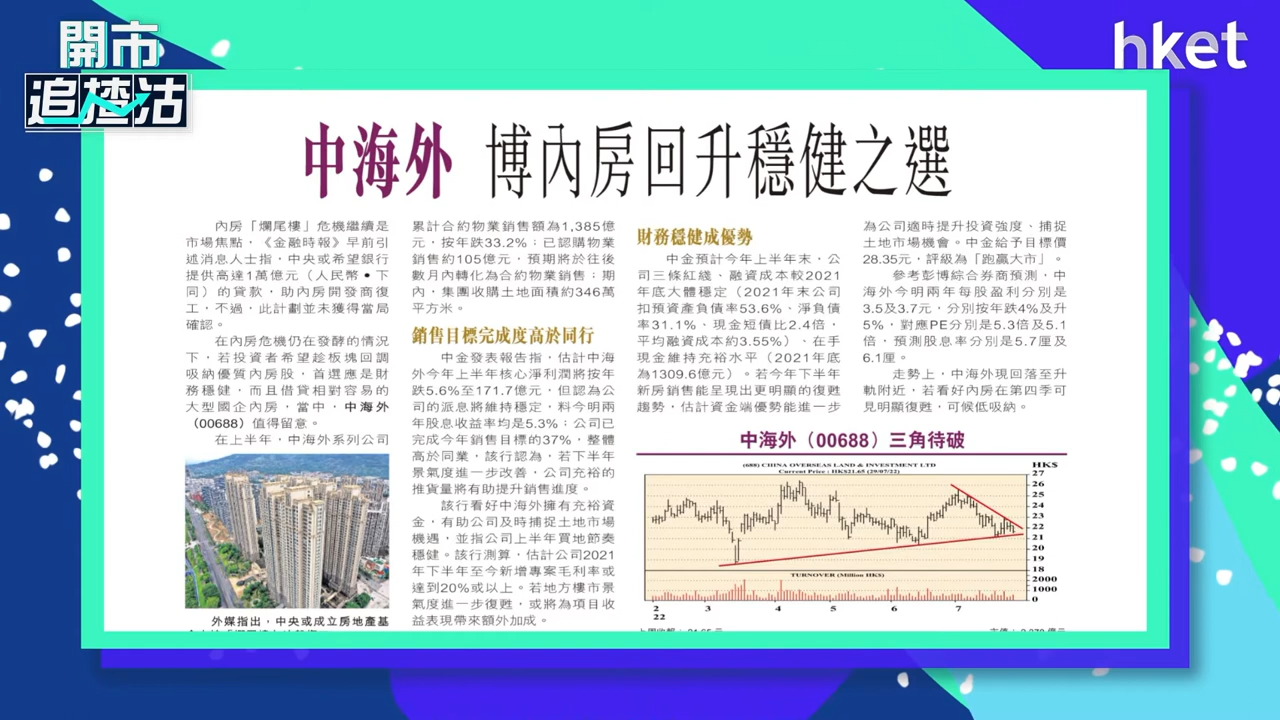 開市
追揸沽
hket
中海外 博內房回升穩健之選
內房「爛尾樓」危機繼續是
市場焦點，《金融時報》早前引
述消息人士指，中央或希望銀行
提供高達1萬億元（人民幣•下
同）的貸款，助內房開發商復
工，不過，此計劃並未獲得當局
確認。
在內房危機仍在發酵的情況
下，若投資者希望趁板塊回調
吸納優質內房股，首選應是財
務穩健，而且借貸相對容易的
大型國企內房，當中，中海外
（00688）值得留意。
在上半年，中海外系列公司
外媒指出，中央或成立房地產基
累計合約物業銷售額為1,385億
元，按年跌33.2%；已認購物業
銷售約105億元，預期將於往後
數月內轉化為合約物業銷售；期
內，集團收購土地面積約346萬
平方米。
銷售目標完成度高於同行
中金發表報告指，估計中海
外今年上半年核心淨利潤將按年
跌5.6%至171.7億元，但認為公
司的派息將維持穩定，料今明兩
年股息收益率均是5.3%；公司已
完成今年銷售目標的37%，整體
高於同業，該行認為，若下半年
景氣度進一步改善，公司充裕的
推貨量將有助提升銷售進度。
該行看好中海外擁有充裕資
金，有助公司及時捕捉土地市場
機遇，並指公司上半年買地節奏
穩健。該行測算，估計公司2021
年下半年至今新增專案毛利率或
達到20%或以上。若地方樓市景
氣度進一步復甦，或將為項目收
益表現帶來額外加成。
財務穩健成優勢
中金預計今年上半年末，公
司三條紅綫、融資成本較2021
年底大體穩定（2021年末公司
扣預資產負債率53.6%、淨負債
率31.1%、現金短債比2.4倍，
平均融資成本約3.55%）、在手
現金維持充裕水平（2021年底
為1309.6億元）。若今年下半年
新房銷售能呈現出更明顯的復甦
趨勢，估計資金端優勢能進一步
為公司適時提升投資強度、捕捉
土地市場機會。中金給予目標價
28.35元，評級為「跑贏大市」。
參考彭博綜合券商預測，中
海外今明兩年每股盈利分別是
3.5及3.7元，分別按年跌4%及升
5%，對應PE分別是5.3倍及5.1
倍，預測股息率分別是5.7厘及
6.1厘。
走勢上，中海外現回落至升
軌附近，若看好內房在第四季可
見明顯復甦，可候低吸納。
中海外（00688）三角待破
(688) CHINA OVERSEAS LAND & INVESTMENT LTD
Current Price : HK$21.65 (29/07/22)
HK$
27
26
25
24
23
22
21
20
19
18
TURNOVER (Million HK$)
2000
1000
0
2 3 4 5 6 7
22